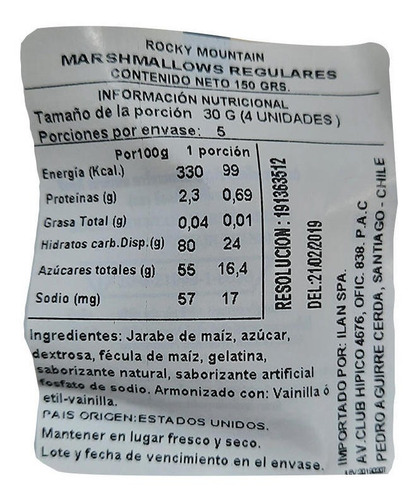 ROCKY MOUNTAIN
MARSHMALLOWS REGULARES
CONTENIDO NETO 150 GRS.
INFORMACIÓN NUTRICIONAL
Tamaño de la porción 30 G (4 UNIDADES)
Porciones por envase: 5
Por100g 1 porción
Energía (Kcal.) 330 99
Proteínas (g) 2,3 0,69
Grasa Total (g) 0,04 0,01
Hidratos carb.Disp.(g) 80 24
Azúcares totales (g) 55 16,4
Sodio (mg) 57 17
Ingredientes: Jarabe de maíz, azúcar,
dextrosa, fécula de maíz, gelatina,
saborizante natural, saborizante artificial
fosfato de sodio. Armonizado con: Vainilla ó
etil-vainilla.
PAIS ORIGEN:ESTADOS UNIDOS.
Mantener en lugar fresco y seco.
Lote y fecha de vencimiento en el envase.
RESOLUCION : 191363512
DEL:21/02/2019
IMPORTADO POR: ILAN SPA.
AV.CLUB HIPICO 4676, OFIC. 838, P.A.C
PEDRO AGUIRRE CERDA, SANTIAGO - CHILE